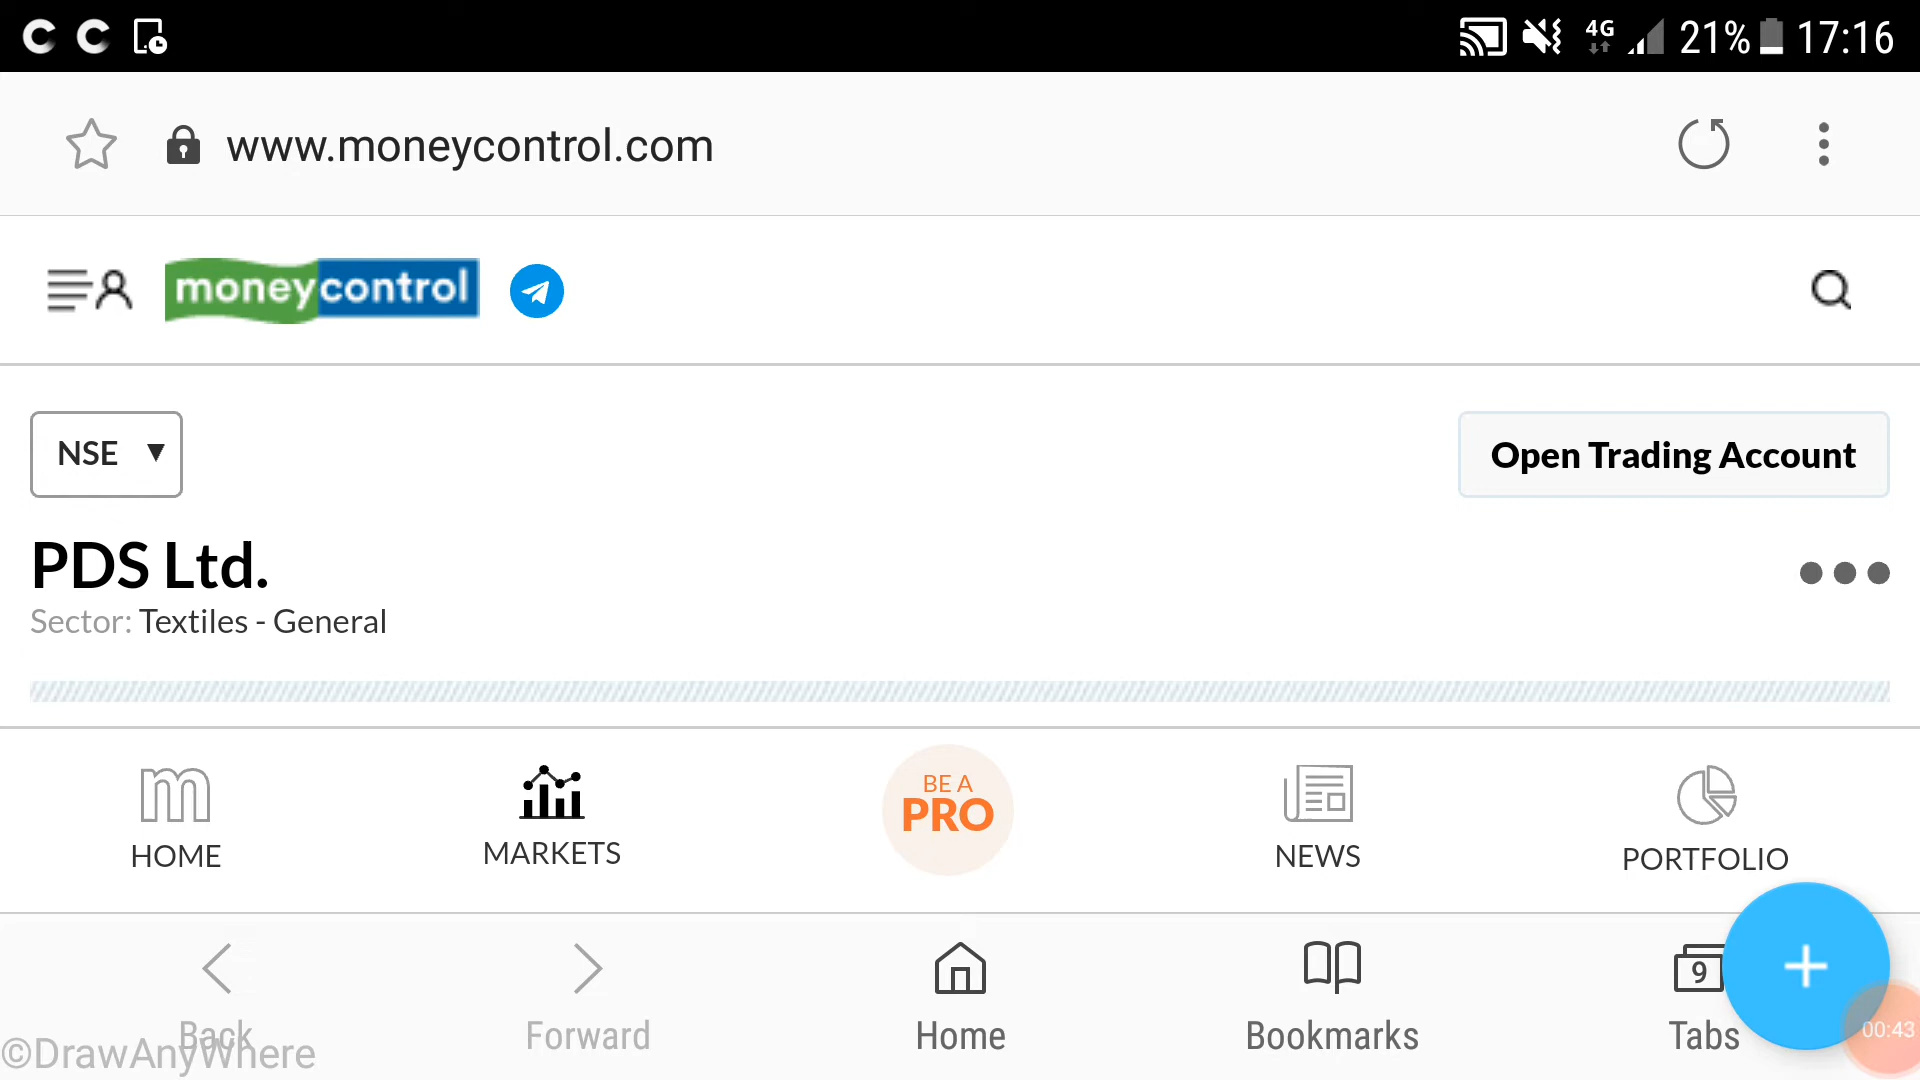 4G 21% 17:16
www.moneycontrol.com
moneycontrol
NSE ▼
Open Trading Account
PDS Ltd.
Sector: Textiles - General
HOME
MARKETS
BE A
PRO
NEWS
PORTFOLIO
Back
Forward
Home
Bookmarks
9
Tabs
+
00:43
©DrawAnyWhere